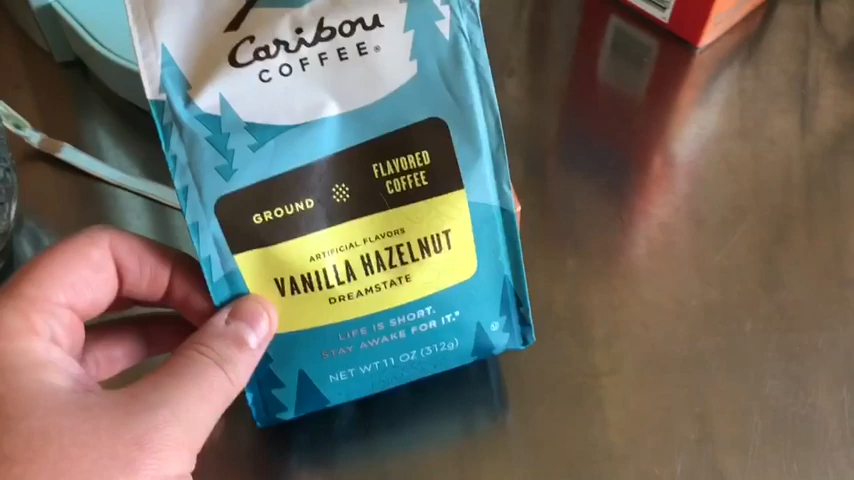 Caribou
COFFEE®
GROUND
FLAVORED
COFFEE
ARTIFICIAL FLAVORS
VANILLA HAZELNUT
DREAMSTATE
LIFE IS SHORT.
STAY AWAKE FOR IT.®
NET WT 11 OZ (312g)